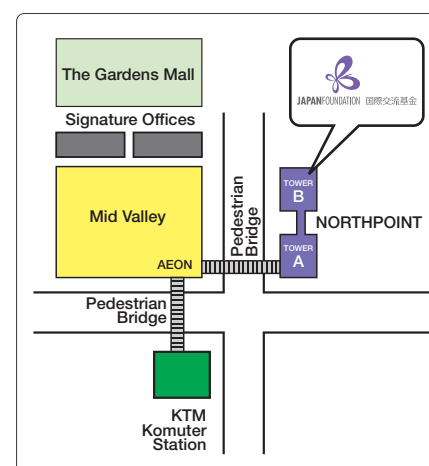 The Gardens Mall
JAPANFOUNDATION 国際交流基金
Signature Offices
Mid Valley
AEON
Pedestrian
Bridge
TOWER
B
NORTHPOINT
TOWER
A
Pedestrian
Bridge
KTM
Komuter
Station